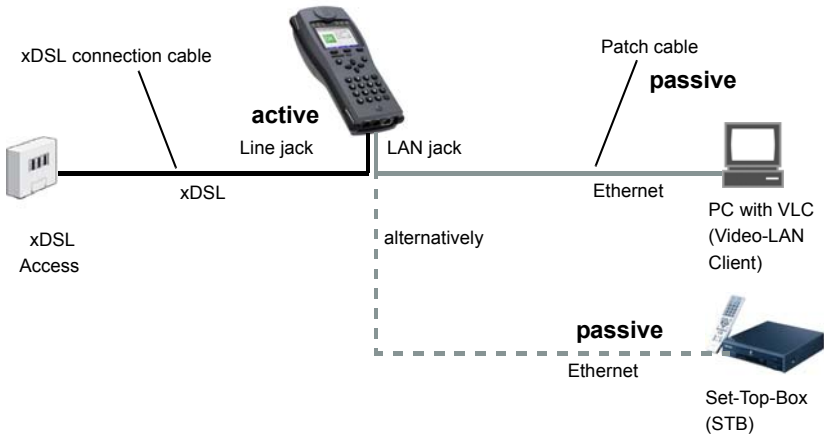 xDSL connection cable
Patch cable
passive
active
Line jack
LAN jack
xDSL
Ethernet
xDSL
Access
PC with VLC
(Video-LAN
Client)
alternatively
passive
Ethernet
Set-Top-Box
(STB)